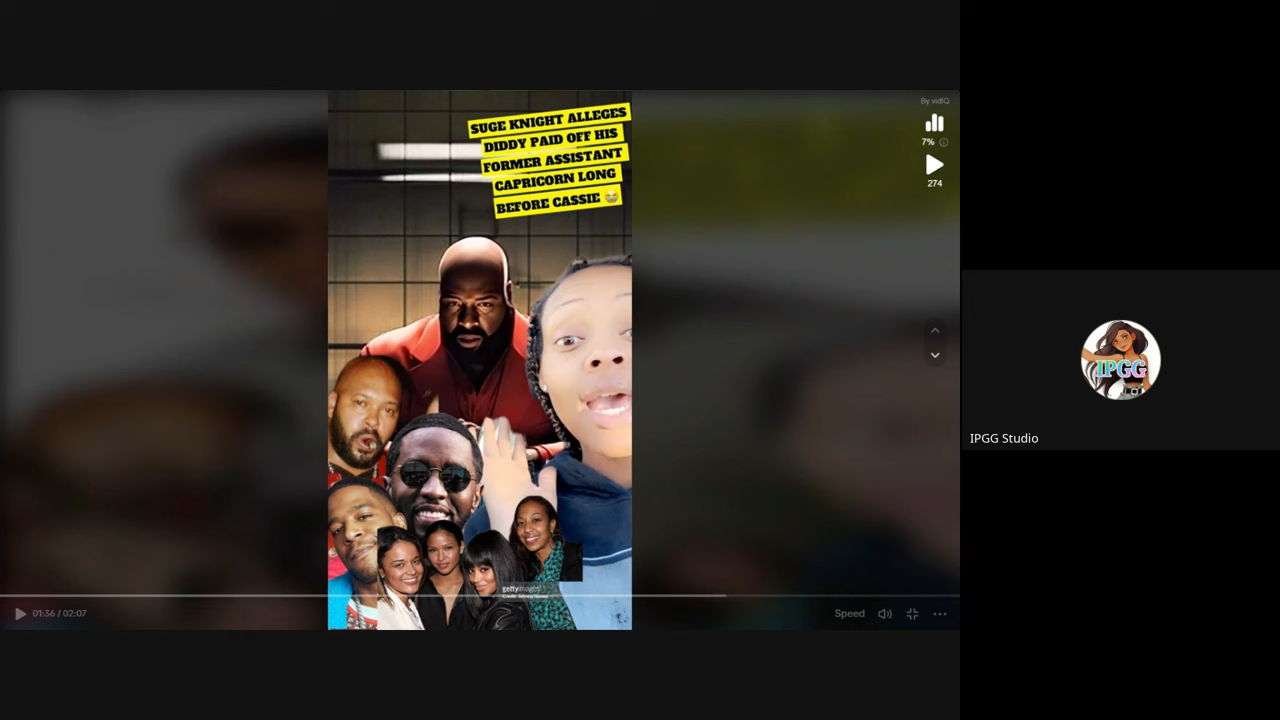 SUGE KNIGHT ALLEGES
DIDDY PAID OFF HIS
FORMER ASSISTANT
CAPRICORN LONG
BEFORE CASSIE 😭
By vidIQ
7%
274
gettyimages
01:36 / 02:07
Speed
IPGG
IPGG Studio